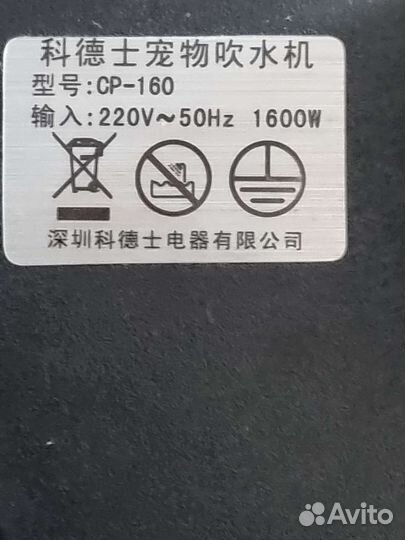 科德士宠物吹水机
型号:CP-160
输入:220V～50Hz 1600W
深圳科德士电器有限公司
Avito